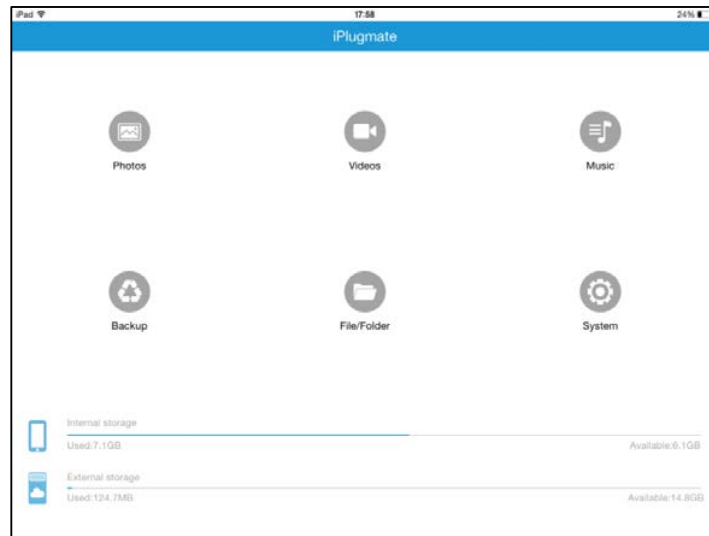 iPad 17:58 24%
iPlugmate
Photos Videos Music
Backup File/Folder System
Internal storage
Used:7.1GB Available:6.1GB
External storage
Used:124.7MB Available:14.8GB